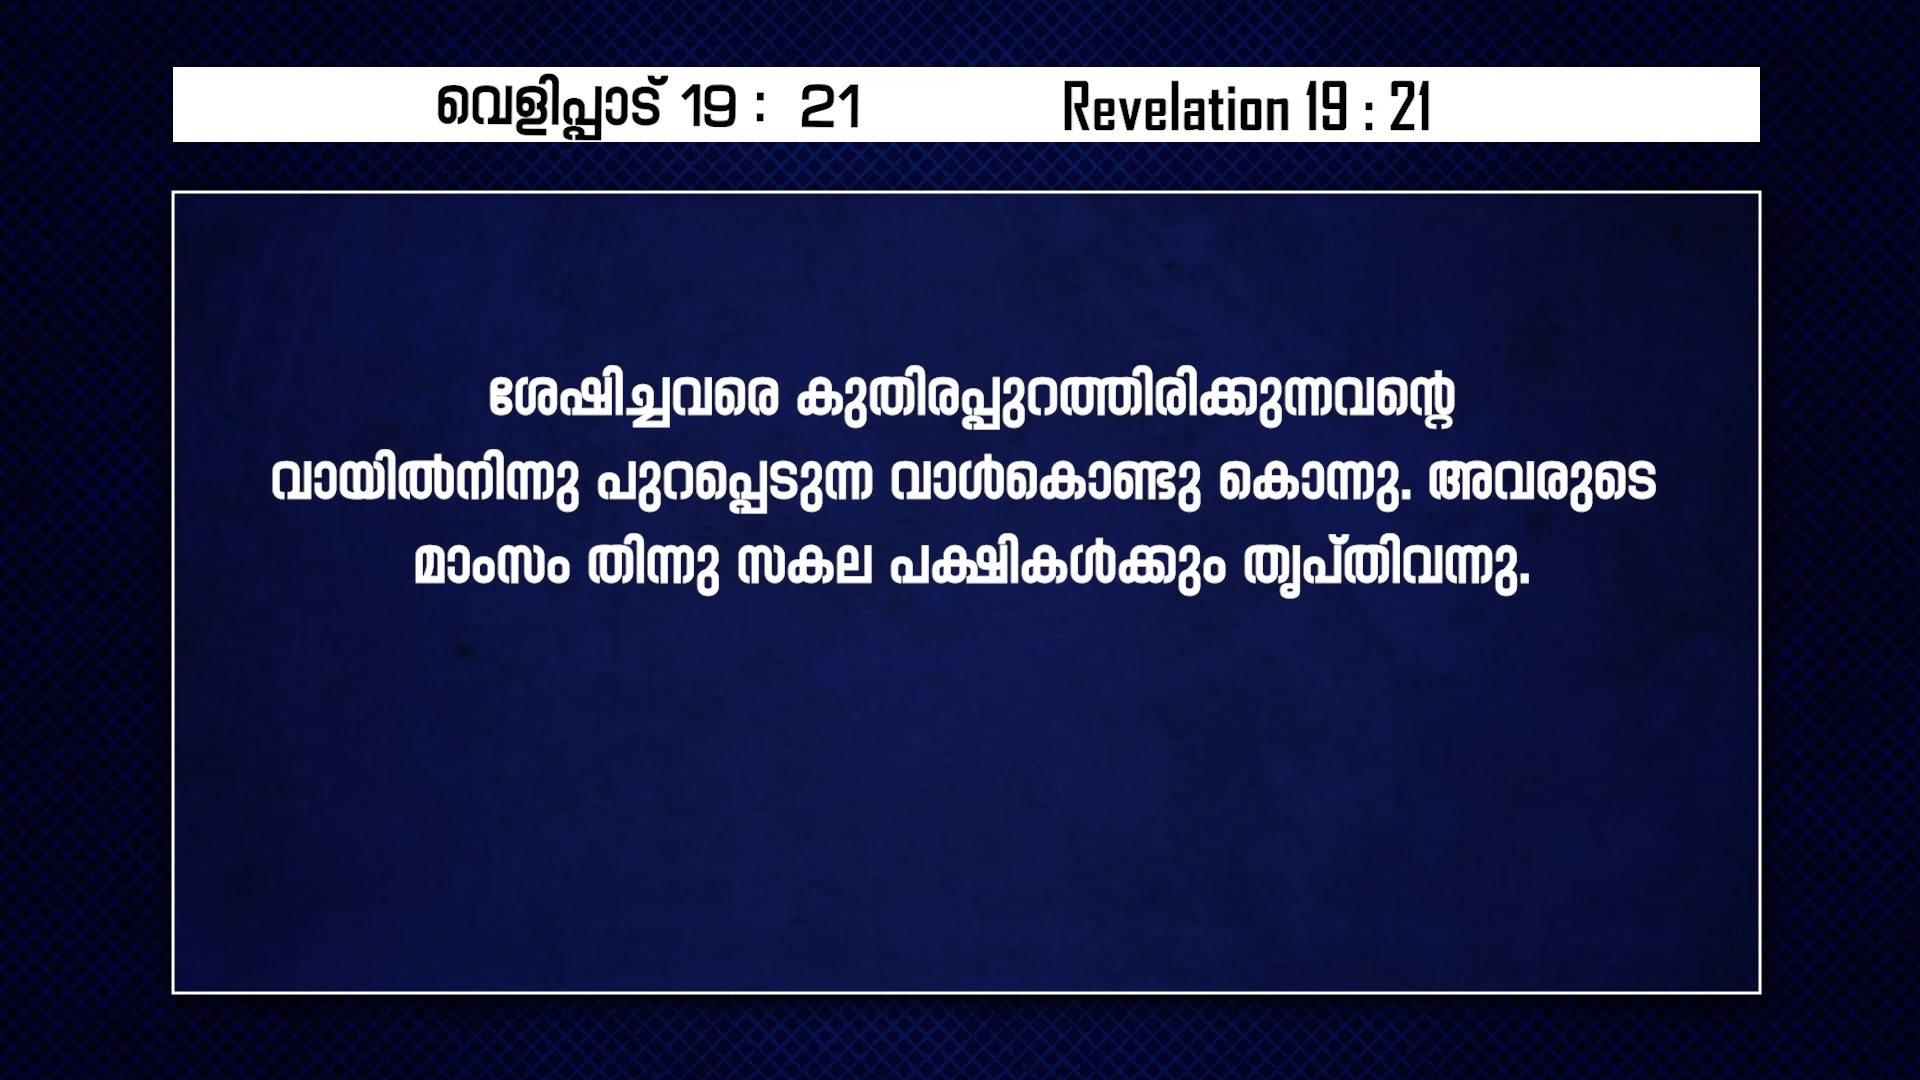 വെളിപ്പാട് 19 : 21 Revelation 19 : 21
ശേഷിച്ചവരെ കുതിരപ്പുറത്തിരിക്കുന്നവന്റെ
വായിൽനിന്നു പുറപ്പെടുന്ന വാൾകൊണ്ടു കൊന്നു. അവരുടെ
മാംസം തിന്നു സകല പക്ഷികൾക്കും തൃപ്തിവന്നു.